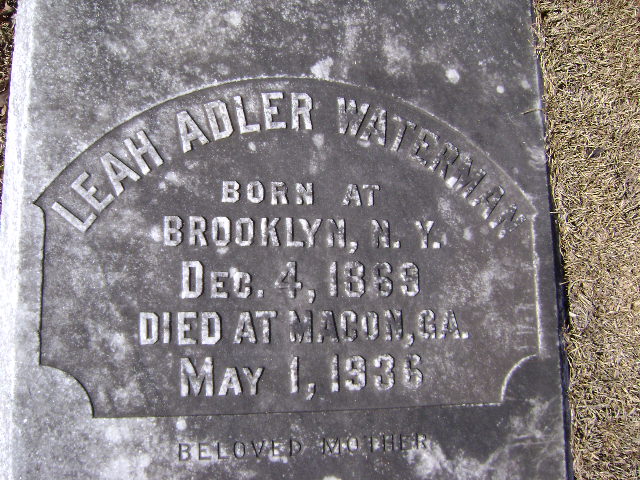 LEAH ADLER WATERMAN
BORN AT
BROOKLYN, N. Y.
DEC. 4, 1869
DIED AT MACON, GA.
MAY 1, 1936
BELOVED MOTHER